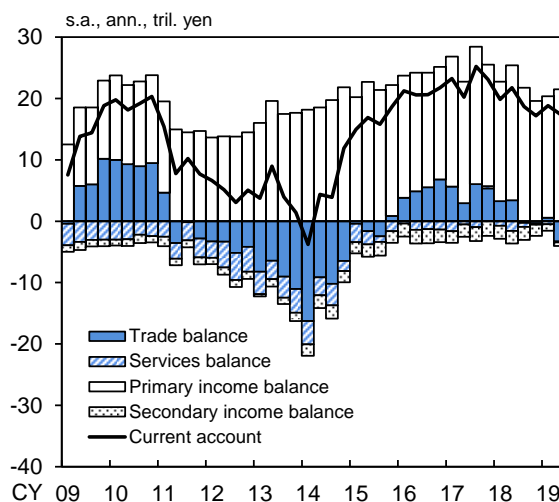 s.a., ann., tril. yen
30
20
10
0
-10
-20
-30
-40
Trade balance
Services balance
Primary income balance
Secondary income balance
Current account
CY 09 10 11 12 13 14 15 16 17 18 19